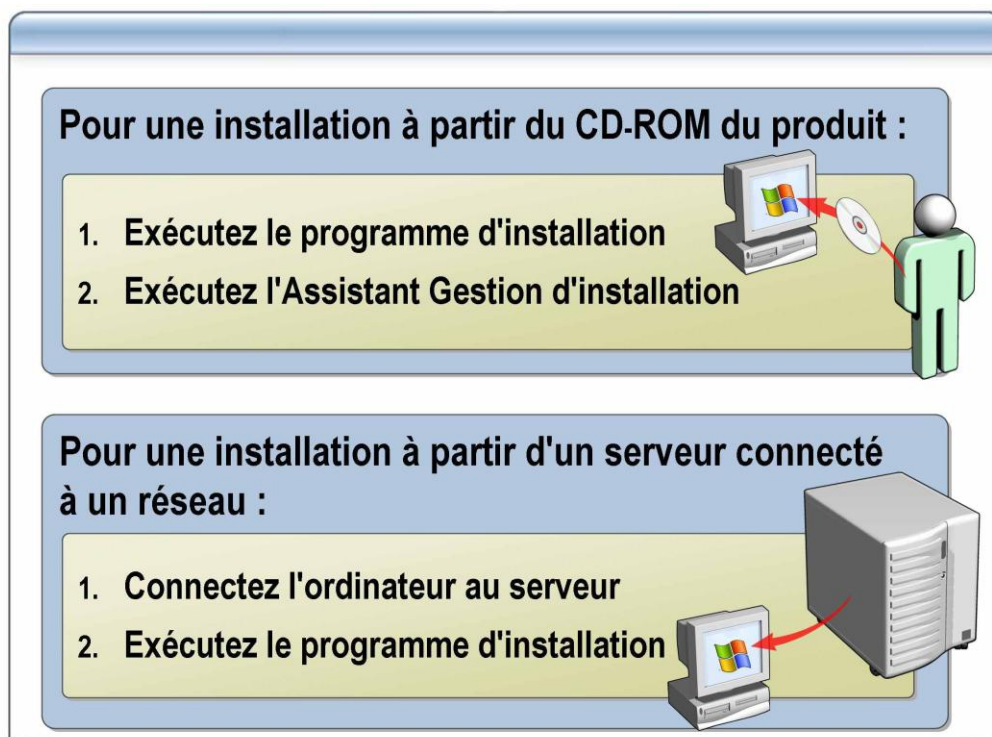 Pour une installation à partir du CD-ROM du produit :
1. Exécutez le programme d'installation
2. Exécutez l'Assistant Gestion d'installation
Pour une installation à partir d'un serveur connecté
à un réseau :
1. Connectez l'ordinateur au serveur
2. Exécutez le programme d'installation